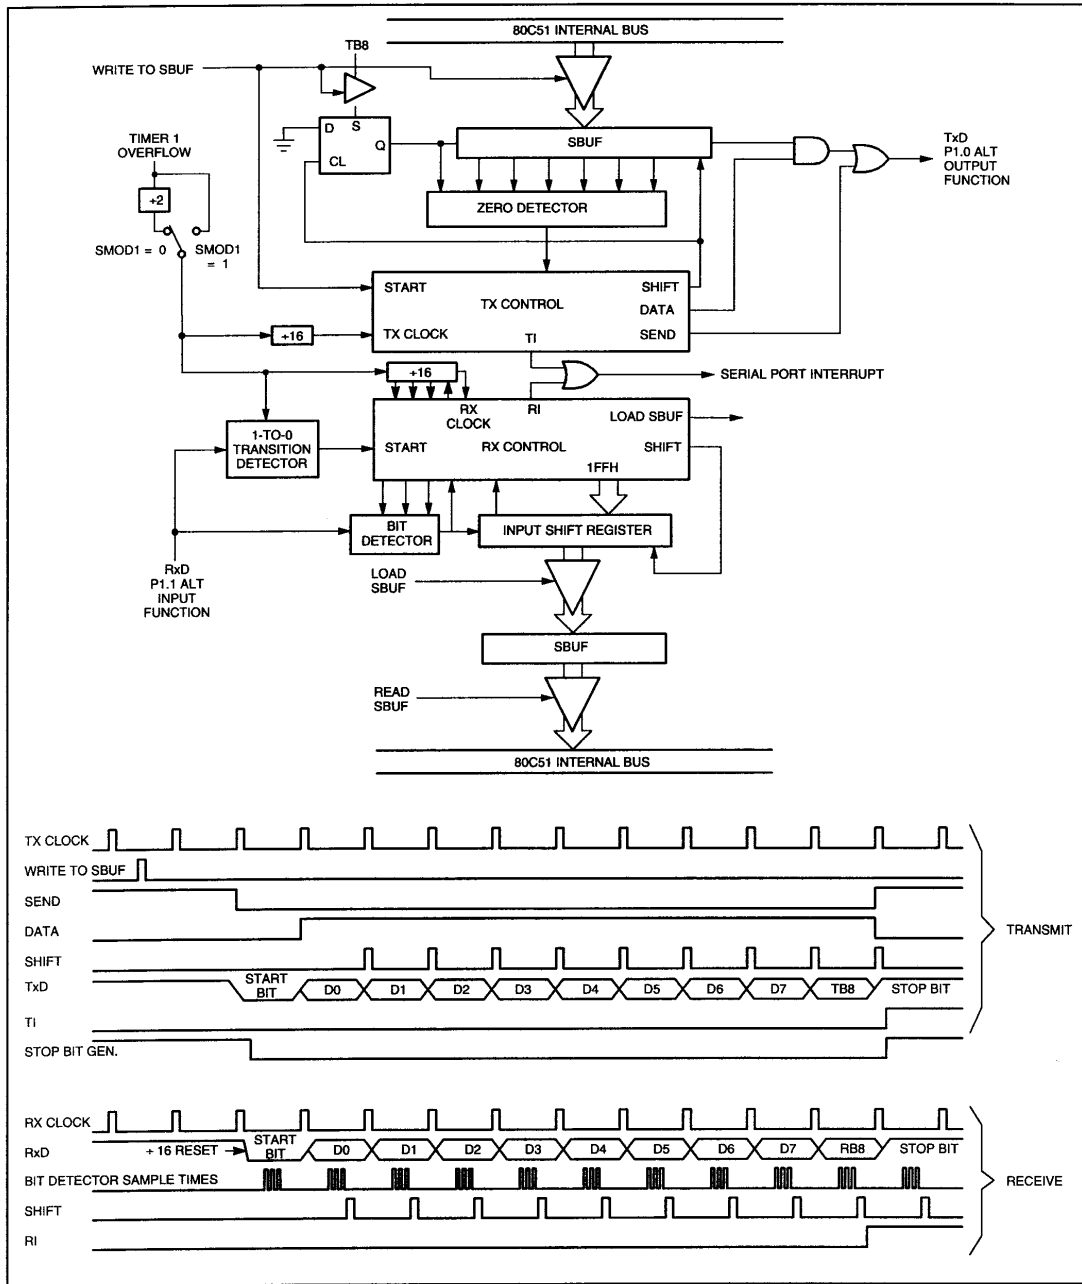 80C51 INTERNAL BUS
TB8
WRITE TO SBUF
D
S
Q
CL
SBUF
TxD
P1.0 ALT
OUTPUT
FUNCTION
TIMER 1
OVERFLOW
÷2
SMOD1 = 0
SMOD1
= 1
ZERO DETECTOR
START
TX CONTROL
SHIFT
DATA
TX CLOCK
TI
SEND
÷16
÷16
SERIAL PORT INTERRUPT
RX
CLOCK
RI
LOAD SBUF
1-TO-0
TRANSITION
DETECTOR
START
RX CONTROL
SHIFT
1FFH
BIT
DETECTOR
INPUT SHIFT REGISTER
RxD
P1.1 ALT
INPUT
FUNCTION
LOAD
SBUF
SBUF
READ
SBUF
80C51 INTERNAL BUS
TX CLOCK
WRITE TO SBUF
SEND
DATA
TRANSMIT
SHIFT
TxD
START
BIT
D0 D1 D2 D3 D4 D5 D6 D7 TB8 STOP BIT
TI
STOP BIT GEN.
RX CLOCK
RxD
÷16 RESET
START
BIT
D0 D1 D2 D3 D4 D5 D6 D7 RB8 STOP BIT
BIT DETECTOR SAMPLE TIMES
RECEIVE
SHIFT
RI